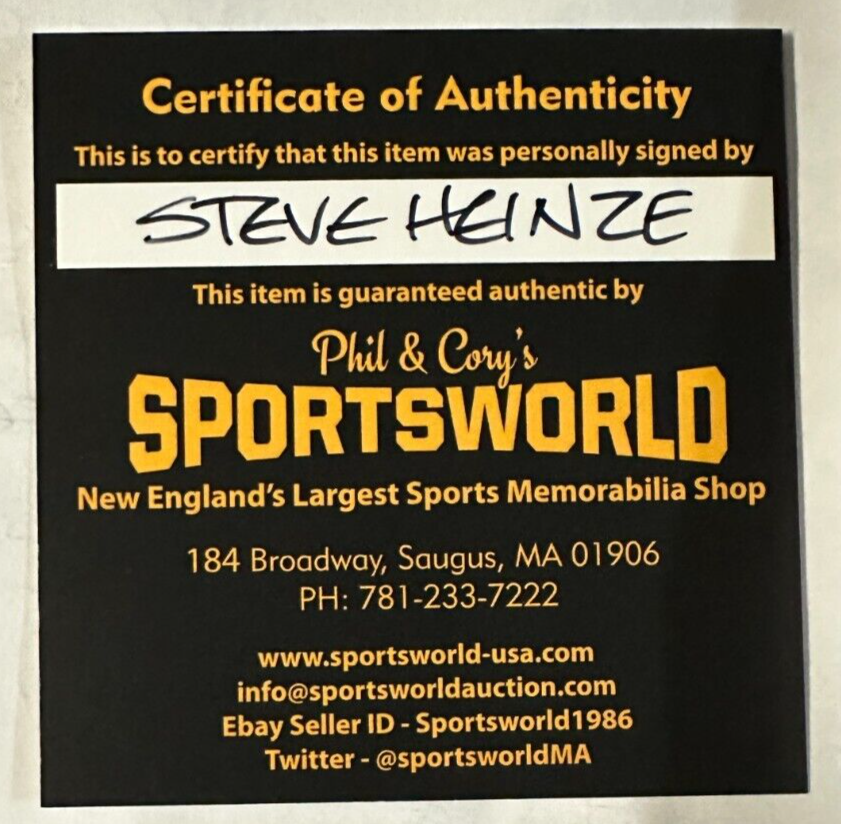 Certificate of Authenticity
This is to certify that this item was personally signed by
STEVE HEINZE
This item is guaranteed authentic by
Phil & Cory's
SPORTSWORLD
New England's Largest Sports Memorabilia Shop
184 Broadway, Saugus, MA 01906
PH: 781-233-7222
www.sportsworld-usa.com
info@sportsworldauction.com
Ebay Seller ID - Sportsworld1986
Twitter - @sportsworldMA